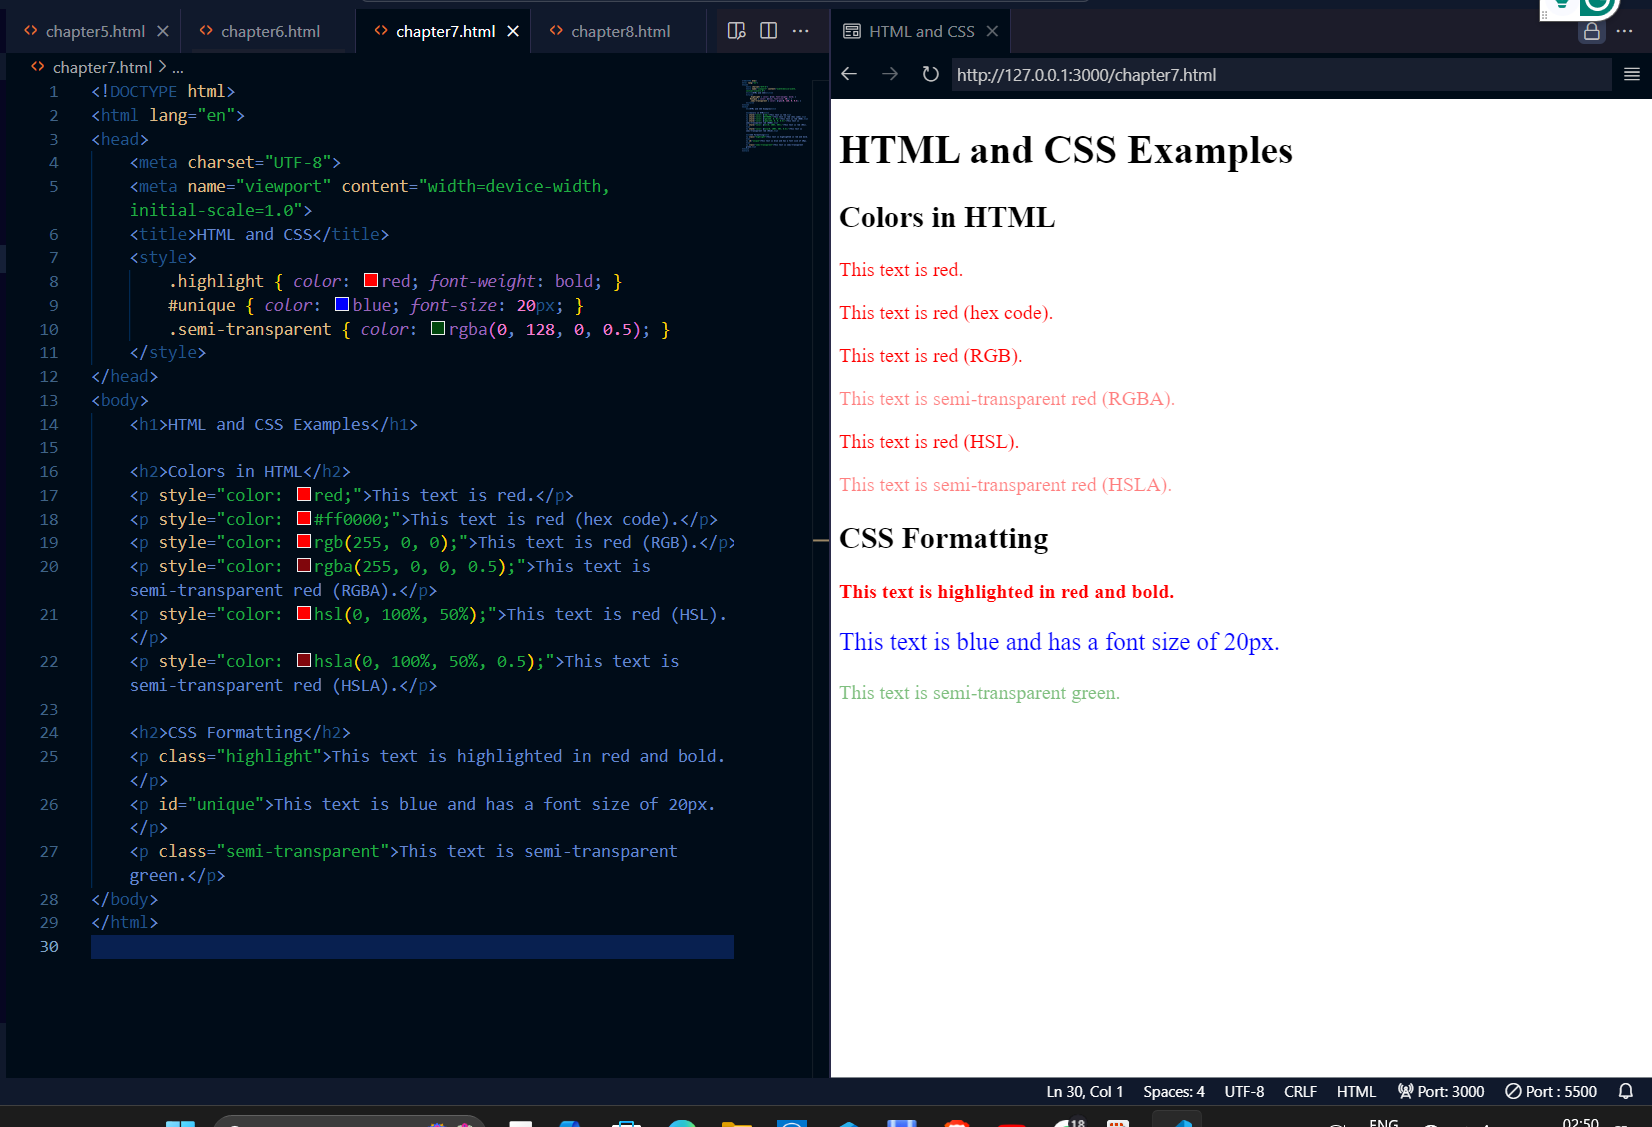 chapter5.html
chapter6.html
chapter7.html
chapter8.html
HTML and CSS
chapter7.html > ...
http://127.0.0.1:3000/chapter7.html
1 <!DOCTYPE html>
2 <html lang="en">
3 <head>
4 <meta charset="UTF-8">
5 <meta name="viewport" content="width=device-width,
initial-scale=1.0">
6 <title>HTML and CSS</title>
7 <style>
8 .highlight { color: red; font-weight: bold; }
9 #unique { color: blue; font-size: 20px; }
10 .semi-transparent { color: rgba(0, 128, 0, 0.5); }
11 </style>
12 </head>
13 <body>
14 <h1>HTML and CSS Examples</h1>
15
16 <h2>Colors in HTML</h2>
17 <p style="color: red;">This text is red.</p>
18 <p style="color: #ff0000;">This text is red (hex code).</p>
19 <p style="color: rgb(255, 0, 0);">This text is red (RGB).</p>
20 <p style="color: rgba(255, 0, 0, 0.5);">This text is
semi-transparent red (RGBA).</p>
21 <p style="color: hsl(0, 100%, 50%);">This text is red (HSL).
</p>
22 <p style="color: hsla(0, 100%, 50%, 0.5);">This text is
semi-transparent red (HSLA).</p>
23
24 <h2>CSS Formatting</h2>
25 <p class="highlight">This text is highlighted in red and bold.
</p>
26 <p id="unique">This text is blue and has a font size of 20px.
</p>
27 <p class="semi-transparent">This text is semi-transparent
green.</p>
28 </body>
29 </html>
30
HTML and CSS Examples
Colors in HTML
This text is red.
This text is red (hex code).
This text is red (RGB).
This text is semi-transparent red (RGBA).
This text is red (HSL).
This text is semi-transparent red (HSLA).
CSS Formatting
This text is highlighted in red and bold.
This text is blue and has a font size of 20px.
This text is semi-transparent green.
Ln 30, Col 1 Spaces: 4 UTF-8 CRLF HTML Port: 3000 Port : 5500
18
ENG
02:50